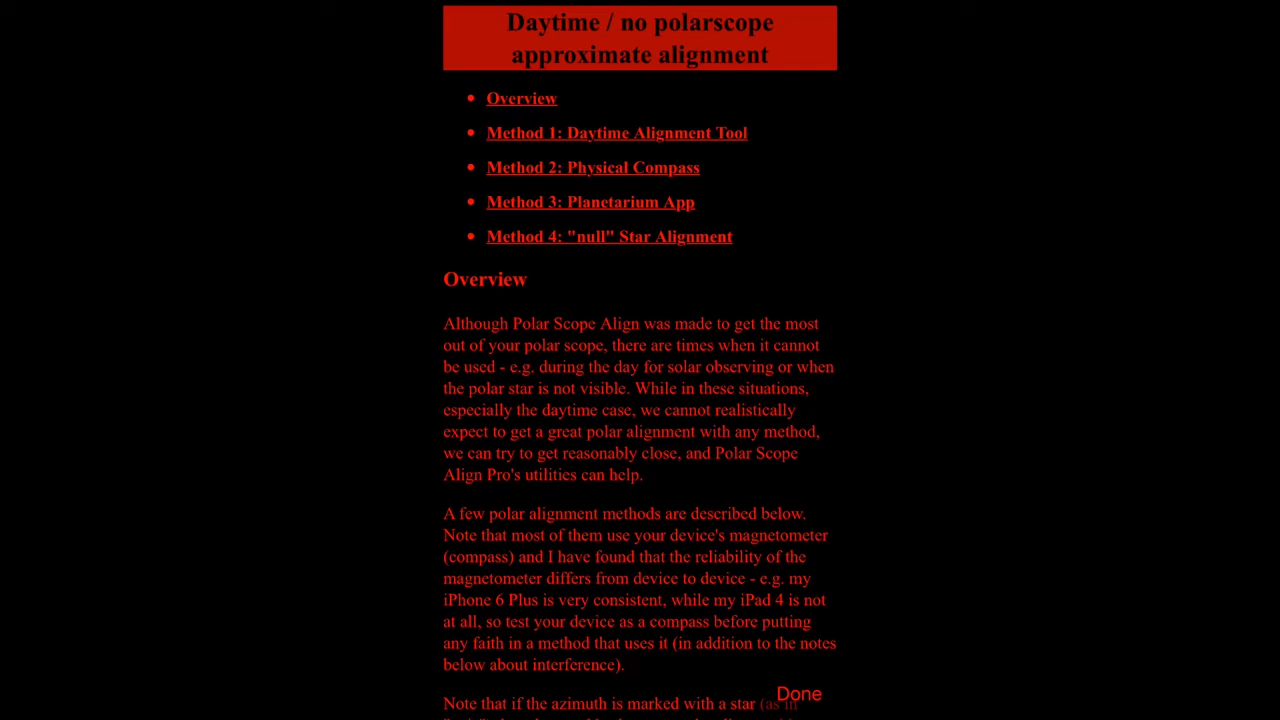 Daytime / no polarscope
approximate alignment
Overview
Method 1: Daytime Alignment Tool
Method 2: Physical Compass
Method 3: Planetarium App
Method 4: "null" Star Alignment
Overview
Although Polar Scope Align was made to get the most
out of your polar scope, there are times when it cannot
be used - e.g. during the day for solar observing or when
the polar star is not visible. While in these situations,
especially the daytime case, we cannot realistically
expect to get a great polar alignment with any method,
we can try to get reasonably close, and Polar Scope
Align Pro's utilities can help.
A few polar alignment methods are described below.
Note that most of them use your device's magnetometer
(compass) and I have found that the reliability of the
magnetometer differs from device to device - e.g. my
iPhone 6 Plus is very consistent, while my iPad 4 is not
at all, so test your device as a compass before putting
any faith in a method that uses it (in addition to the notes
below about interference).
Note that if the azimuth is marked with a star (as in
Done